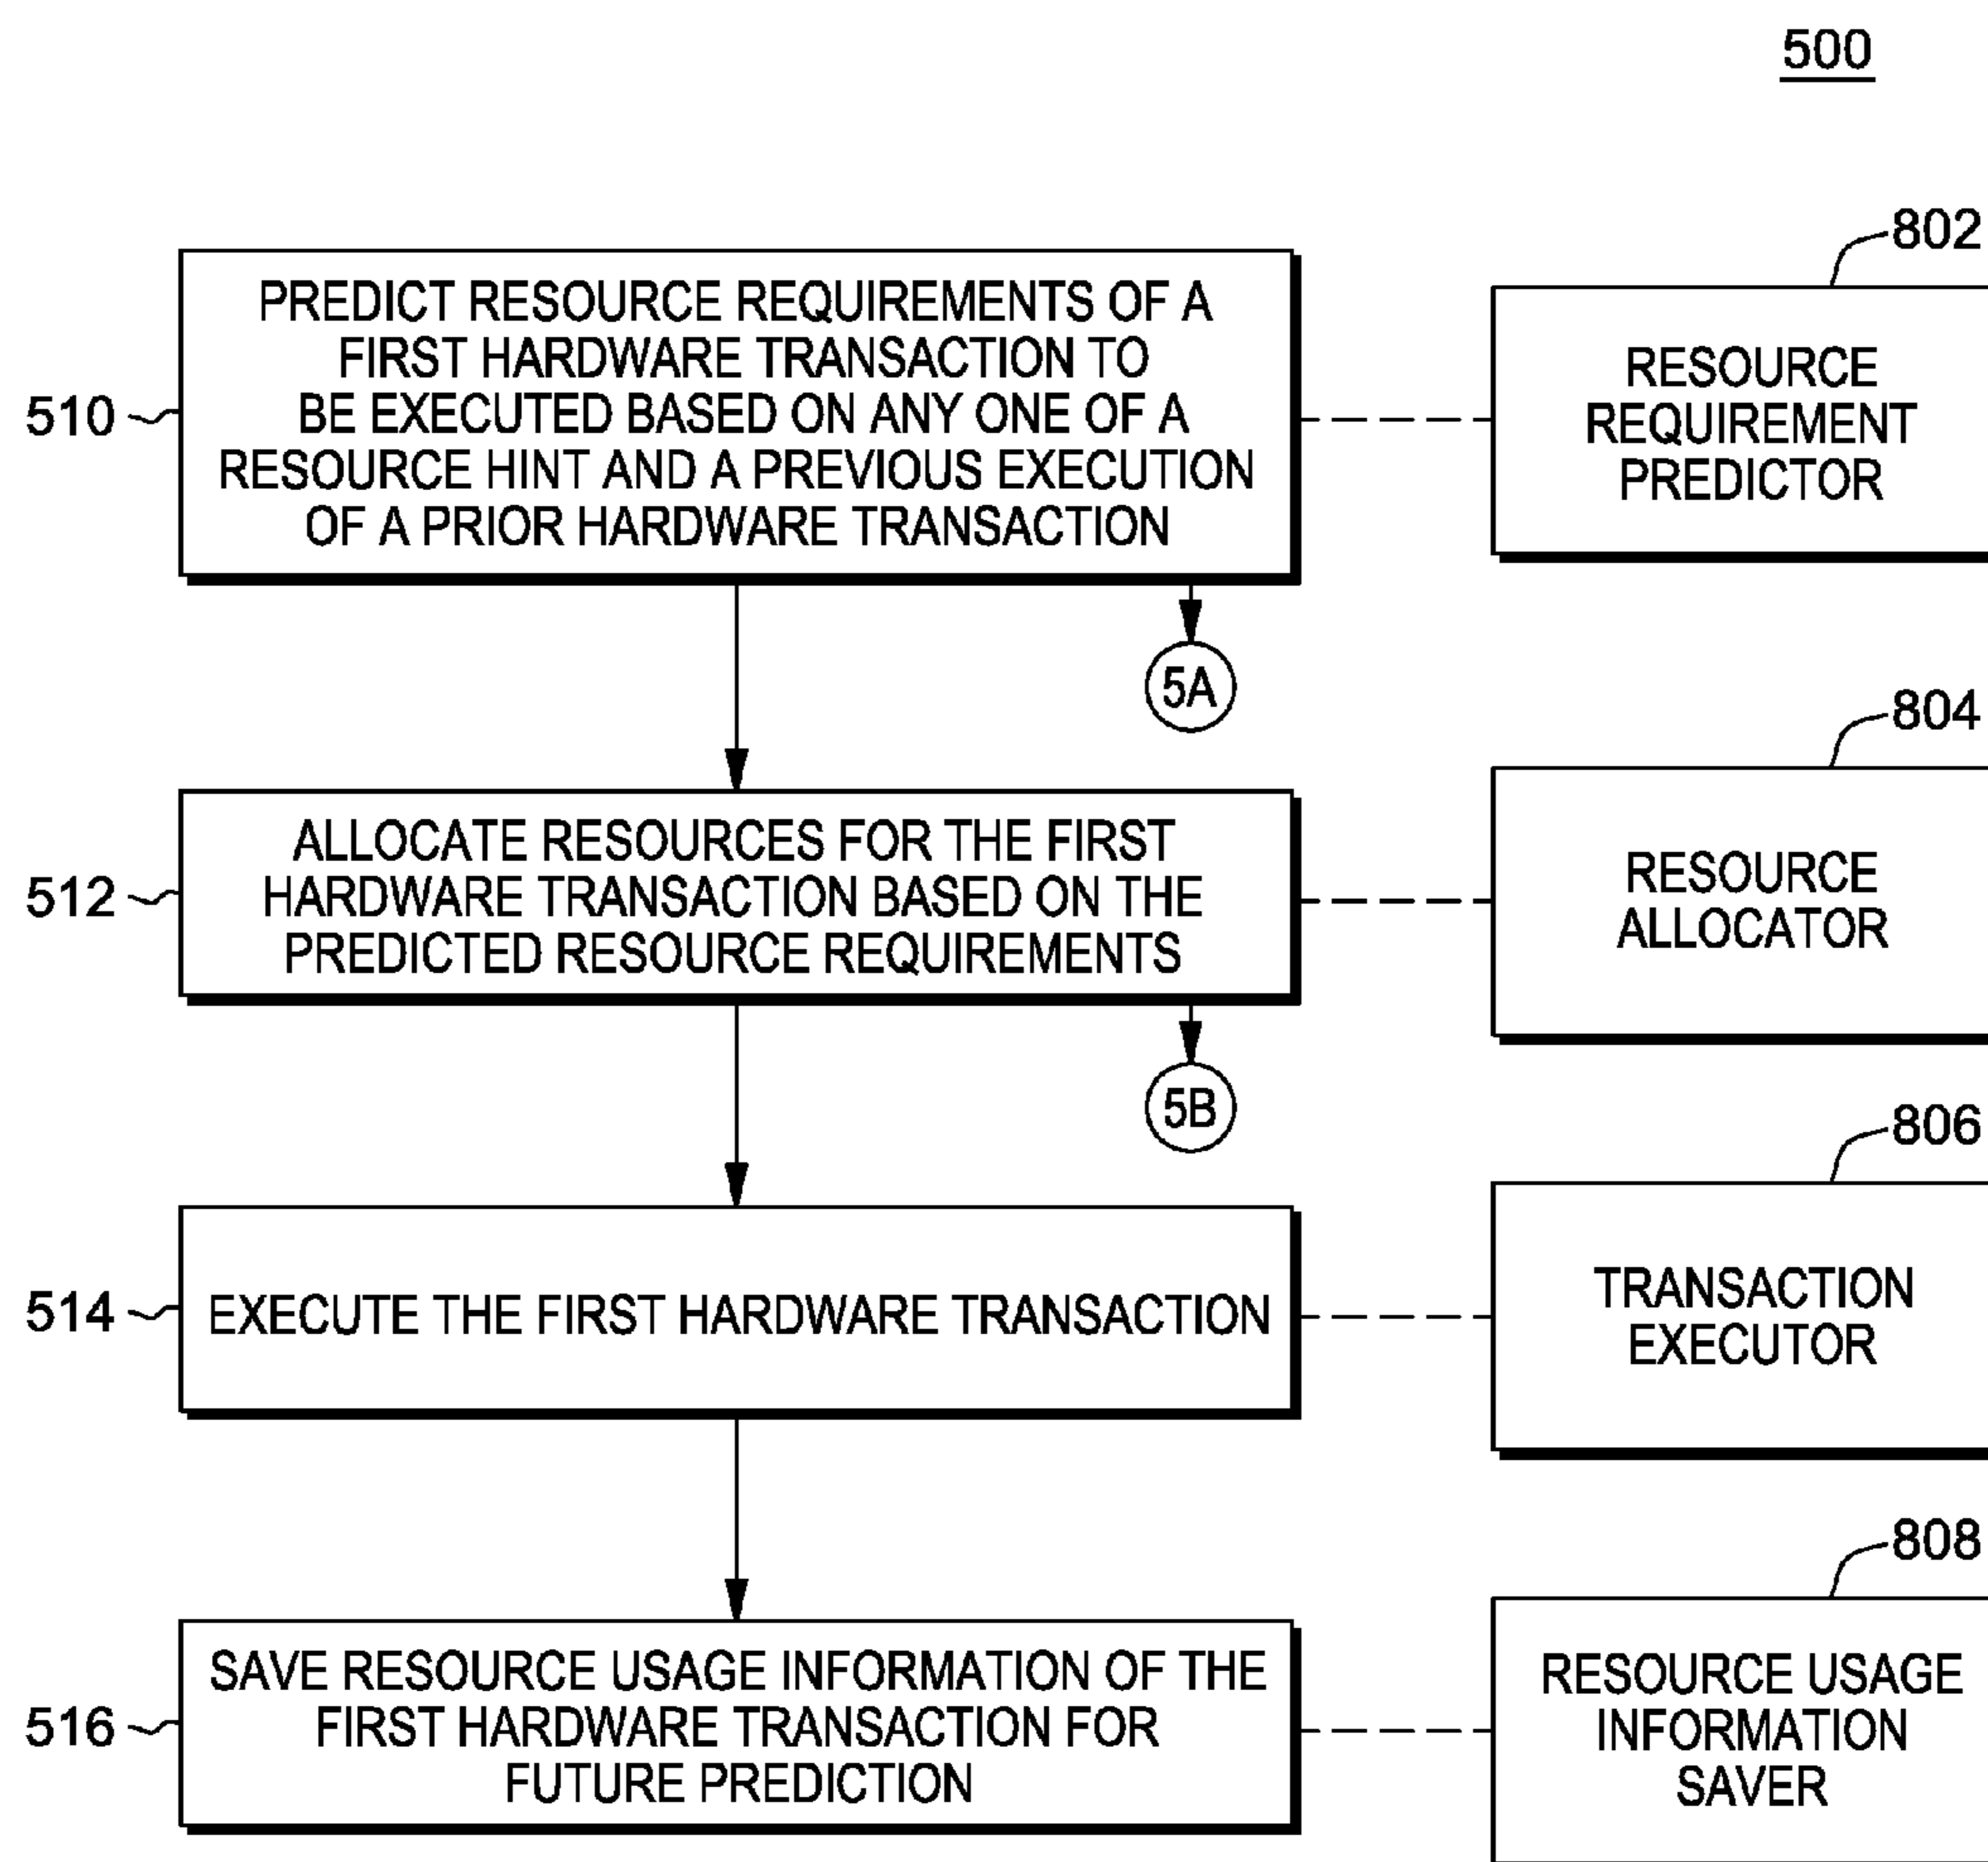 500
802
510
PREDICT RESOURCE REQUIREMENTS OF A
FIRST HARDWARE TRANSACTION TO
BE EXECUTED BASED ON ANY ONE OF A
RESOURCE HINT AND A PREVIOUS EXECUTION
OF A PRIOR HARDWARE TRANSACTION
RESOURCE
REQUIREMENT
PREDICTOR
5A
804
512
ALLOCATE RESOURCES FOR THE FIRST
HARDWARE TRANSACTION BASED ON THE
PREDICTED RESOURCE REQUIREMENTS
RESOURCE
ALLOCATOR
5B
806
514
EXECUTE THE FIRST HARDWARE TRANSACTION
TRANSACTION
EXECUTOR
808
516
SAVE RESOURCE USAGE INFORMATION OF THE
FIRST HARDWARE TRANSACTION FOR
FUTURE PREDICTION
RESOURCE USAGE
INFORMATION
SAVER